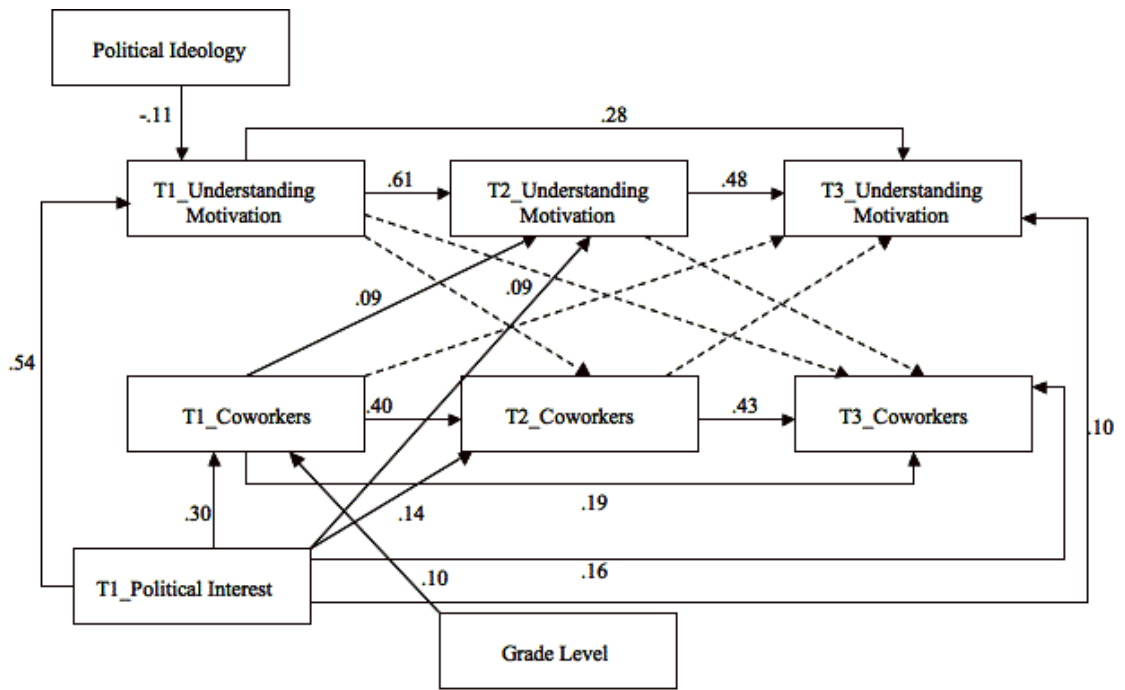 Political Ideology
-.11
.28
T1_Understanding
Motivation
.61
T2_Understanding
Motivation
.48
T3_Understanding
Motivation
.09
.09
.54
T1_Coworkers
.40
T2_Coworkers
.43
T3_Coworkers
.10
.30
.14
.19
T1_Political Interest
.10
.16
Grade Level